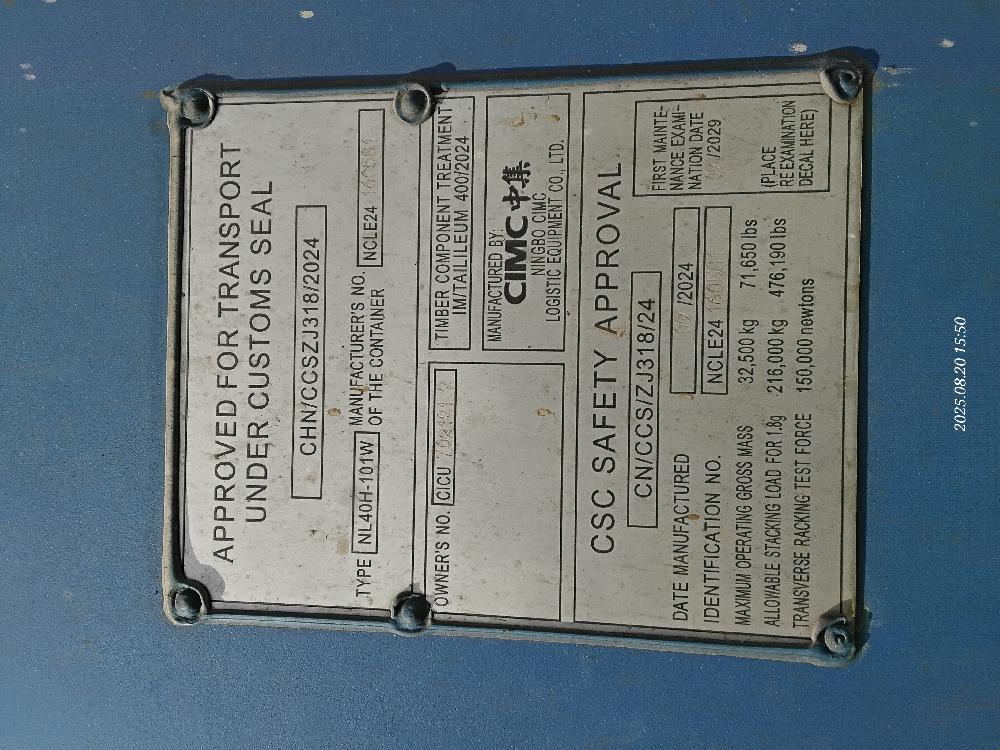 APPROVED FOR TRANSPORT
UNDER CUSTOMS SEAL
CHN/CCSZJ318/2024
TYPE NL40H-101W MANUFACTURER'S NO. OF THE CONTAINER NCLE24
TIMBER COMPONENT TREATMENT
IM/TAILILEUM 400/2024
OWNER'S NO. CICU
MANUFACTURED BY:
CIMC 中集
NINGBO CIMC
LOGISTIC EQUIPMENT CO., LTD.
CSC SAFETY APPROVAL
CN/CCS/ZJ318/24
DATE MANUFACTURED /2024
IDENTIFICATION NO. NCLE24
MAXIMUM OPERATING GROSS MASS 32,500 kg 71,650 lbs
ALLOWABLE STACKING LOAD FOR 1.8g 216,000 kg 476,190 lbs
TRANSVERSE RACKING TEST FORCE 150,000 newtons
FIRST MAINTE-
NANCE EXAMI-
NATION DATE
/2029
(PLACE
RE EXAMINATION
DECAL HERE)
2025.08.20 15:50